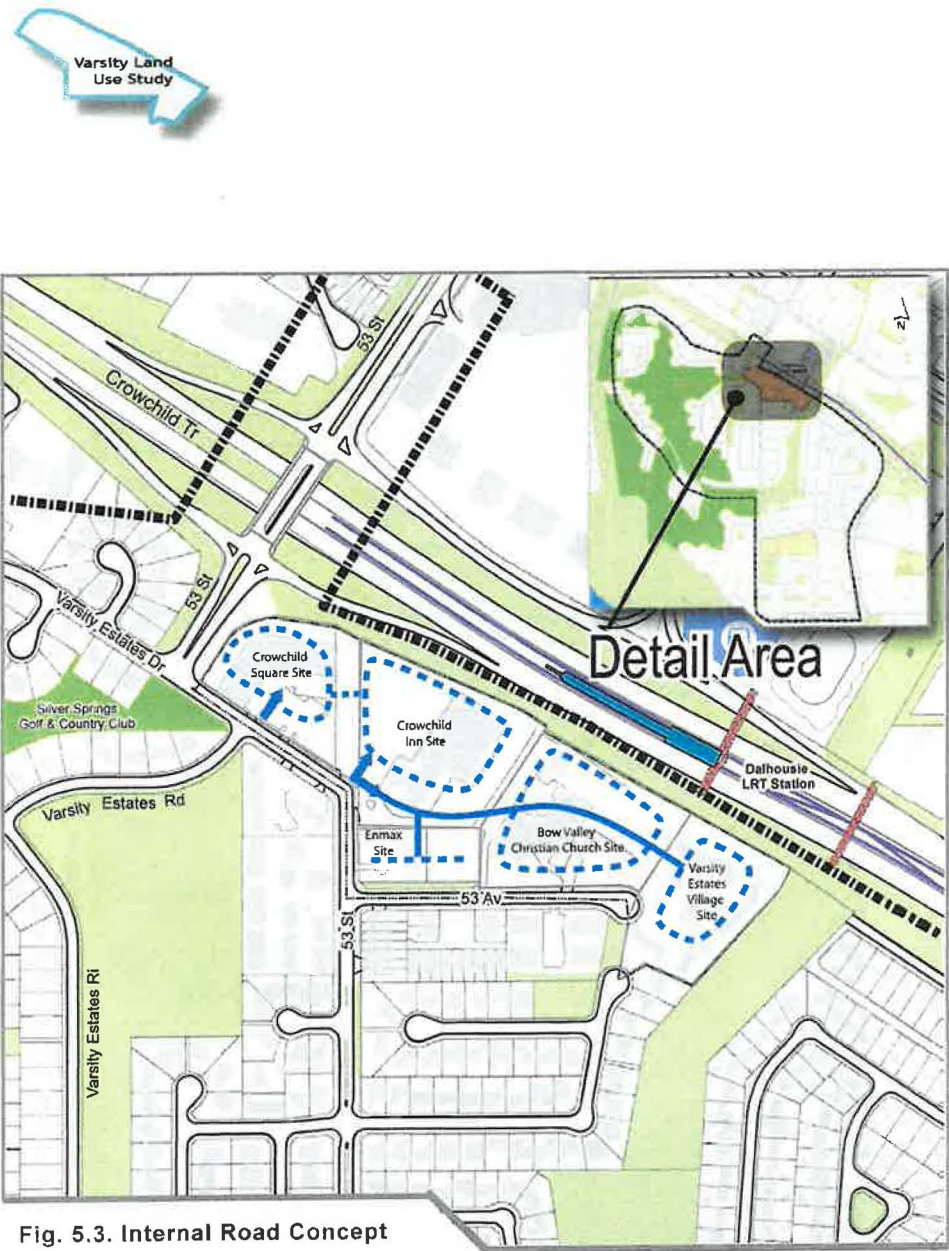 Varsity Land
Use Study
53 St
Crowchild Tr
53 St
Varsity Estates Dr
Crowchild
Square Site
Silver Springs
Golf & Country Club
Crowchild
Inn Site
Detail Area
Dalhousie
LRT Station
Varsity Estates Rd
Enmax
Site
Bow Valley
Christian Church Site
Varsity
Estates
Village
Site
53 Av
53 St
Varsity Estates Ri
N
Fig. 5.3. Internal Road Concept